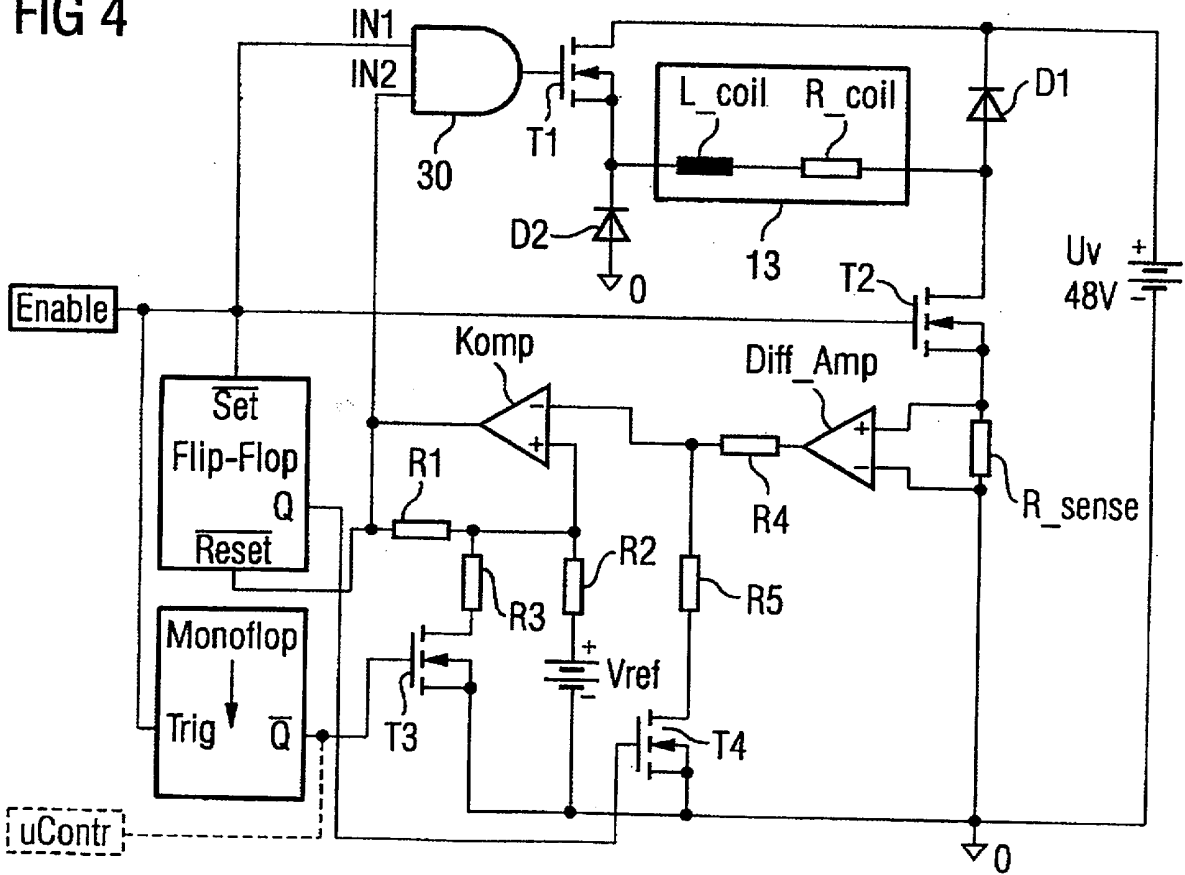 FIG 4
IN1
IN2
30
T1
L_coil
R_coil
D1
D2
0
13
Uv
48V
+
−
T2
Enable
Komp
Diff_Amp
Set
Flip-Flop
Q
Reset
R1
−
+
+
−
R4
R_sense
R2
R3
R5
Monoflop
Trig
Q
T3
+
−
Vref
T4
uContr
0